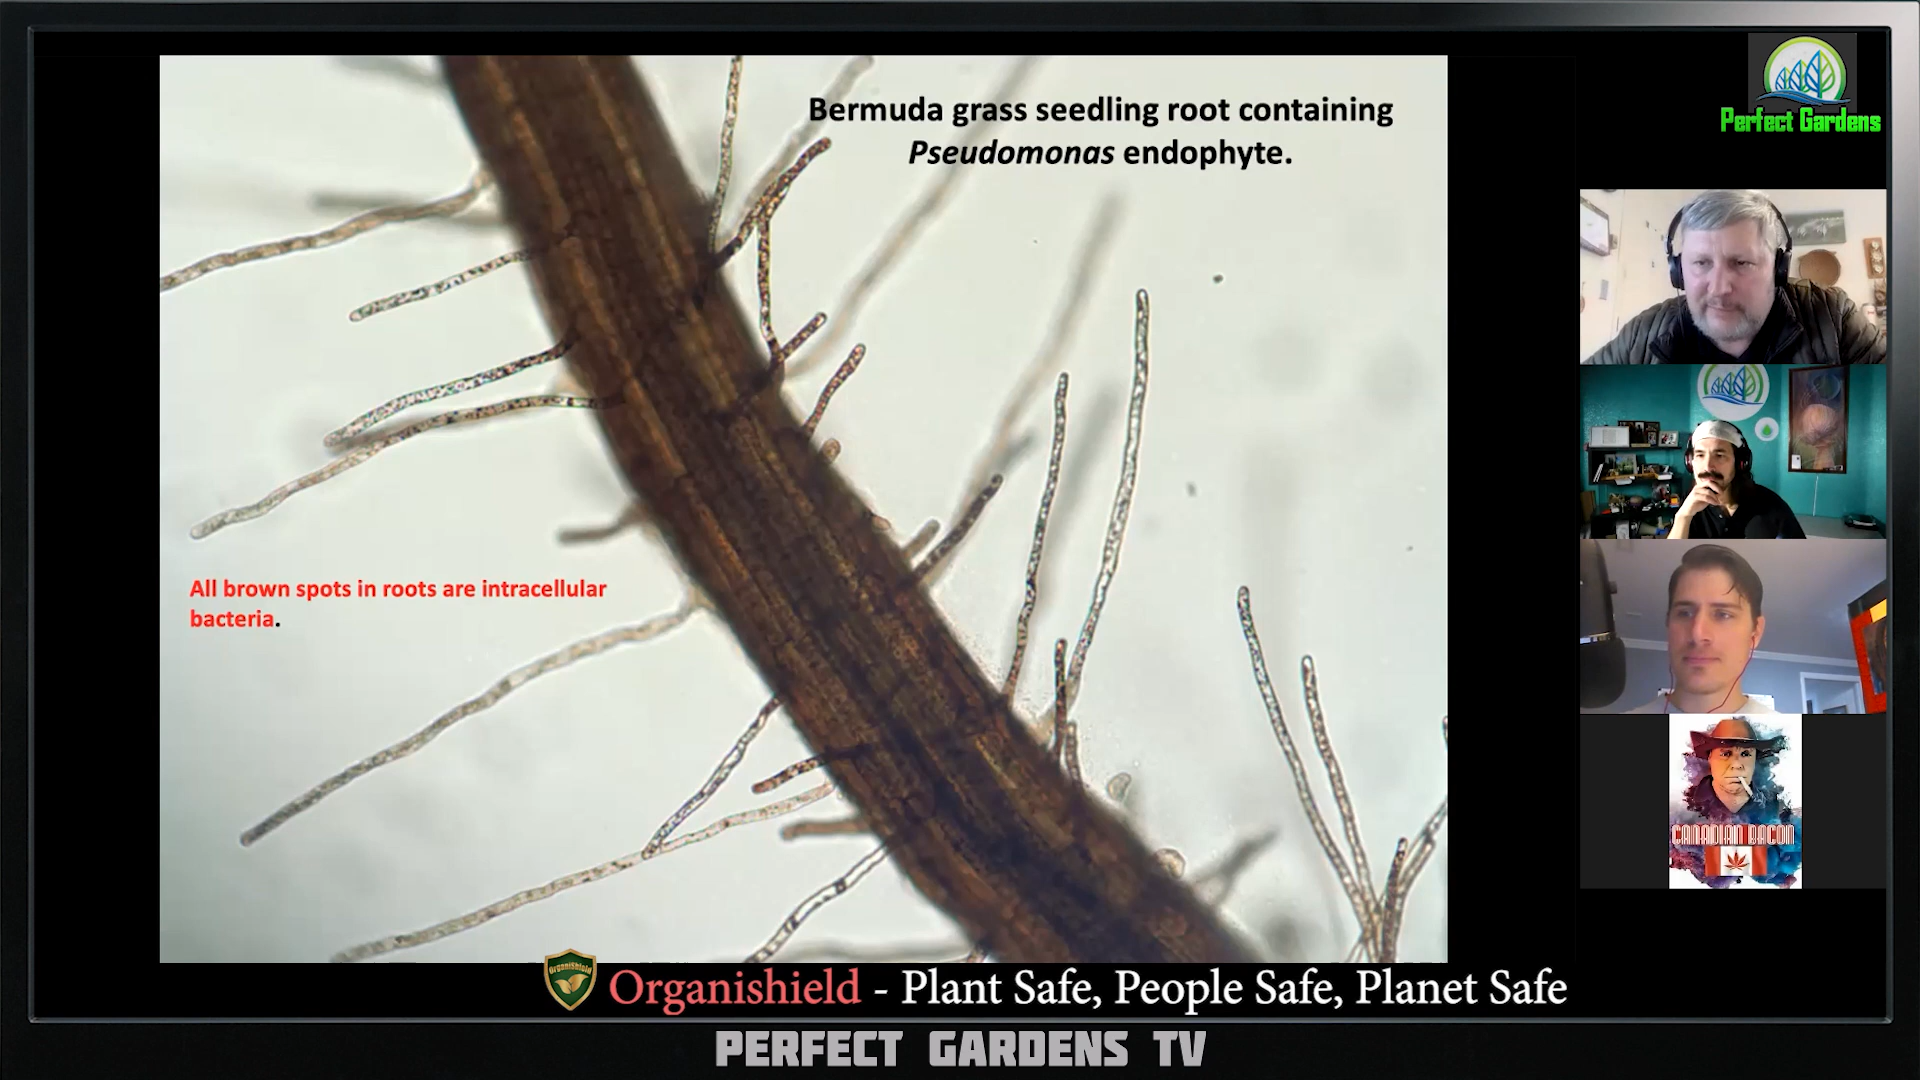 Bermuda grass seedling root containing
Pseudomonas endophyte.
All brown spots in roots are intracellular
bacteria.
Perfect Gardens
CANADIAN BACON
OrganiShield
Organishield - Plant Safe, People Safe, Planet Safe
PERFECT GARDENS TV